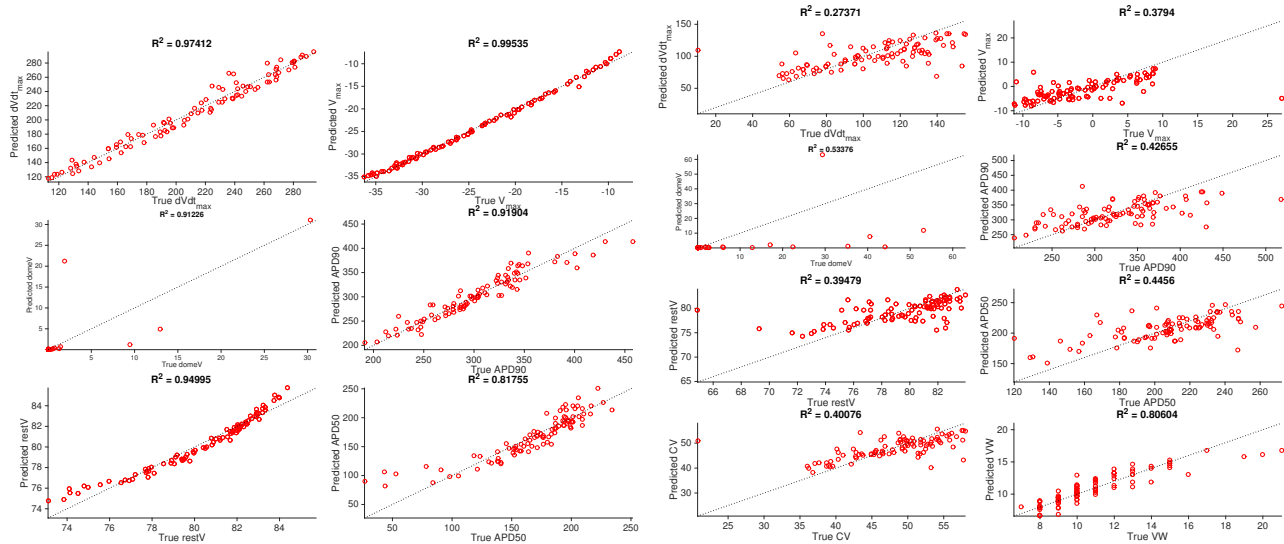 R² = 0.97412
Predicted dVdt_max
280
260
240
220
200
180
160
140
120
120 140 160 180 200 220 240 260 280
True dVdt_max
R² = 0.99535
Predicted V_max
-10
-15
-20
-25
-30
-35
-35 -30 -25 -20 -15 -10
True V_max
R² = 0.91226
Predicted domeV
30
25
20
15
10
5
5 10 15 20 25 30
True domeV
R² = 0.91904
Predicted APD90
450
400
350
300
250
200
200 250 300 350 400 450
True APD90
R² = 0.94995
Predicted restV
84
82
80
78
76
74
74 76 78 80 82 84
True restV
R² = 0.81755
Predicted APD50
250
200
150
100
50
50 100 150 200 250
True APD50
R² = 0.27371
Predicted dVdt_max
150
100
50
20 40 60 80 100 120 140
True dVdt_max
R² = 0.3794
Predicted V_max
20
10
0
-10
-10 -5 0 5 10 15 20 25
True V_max
R² = 0.53376
Predicted domeV
60
50
40
30
20
10
10 20 30 40 50 60
True domeV
R² = 0.42655
Predicted APD90
500
450
400
350
300
250
200 250 300 350 400 450 500
True APD90
R² = 0.39479
Predicted restV
80
75
70
65
66 68 70 72 74 76 78 80 82
True restV
R² = 0.4456
Predicted APD50
250
200
150
120 140 160 180 200 220 240 260
True APD50
R² = 0.40076
Predicted CV
50
40
30
25 30 35 40 45 50 55
True CV
R² = 0.80604
Predicted VW
20
15
10
8 10 12 14 16 18 20
True VW